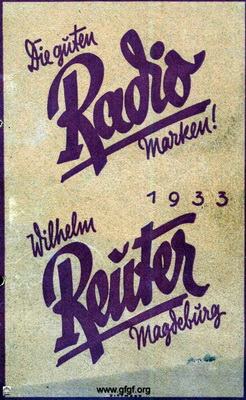 Die guten
Radio
Marken!
1933
Wilhelm
Reuter
Magdeburg
www.gfgf.org